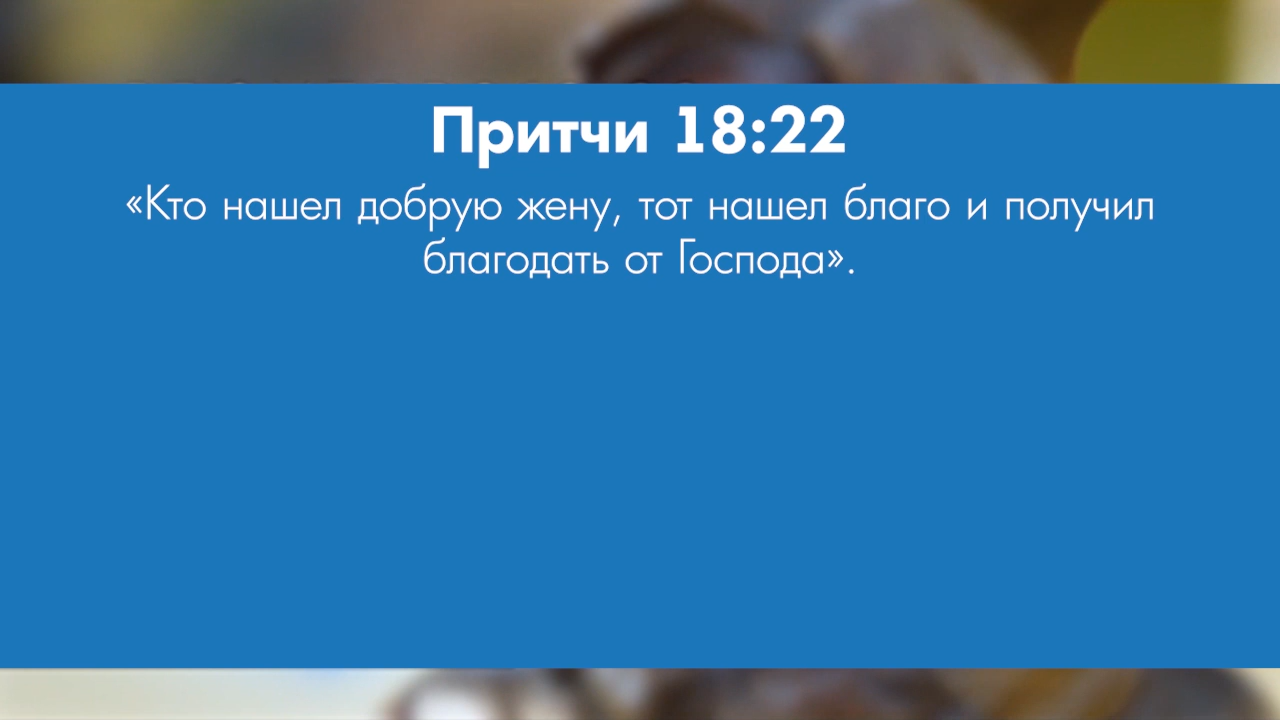 Притчи 18:22
«Кто нашел добрую жену, тот нашел благо и получил
благодать от Господа».